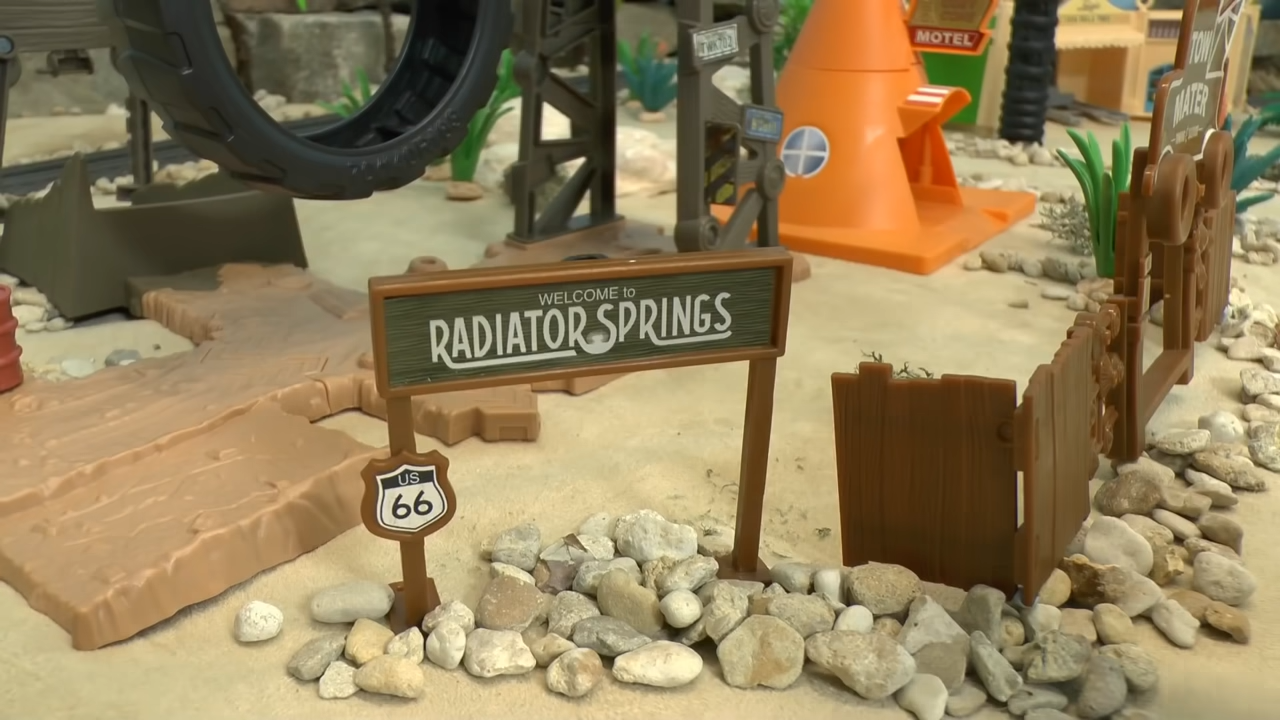 MOTEL
TOW
MATER
WELCOME to
RADIATOR SPRINGS
US
66